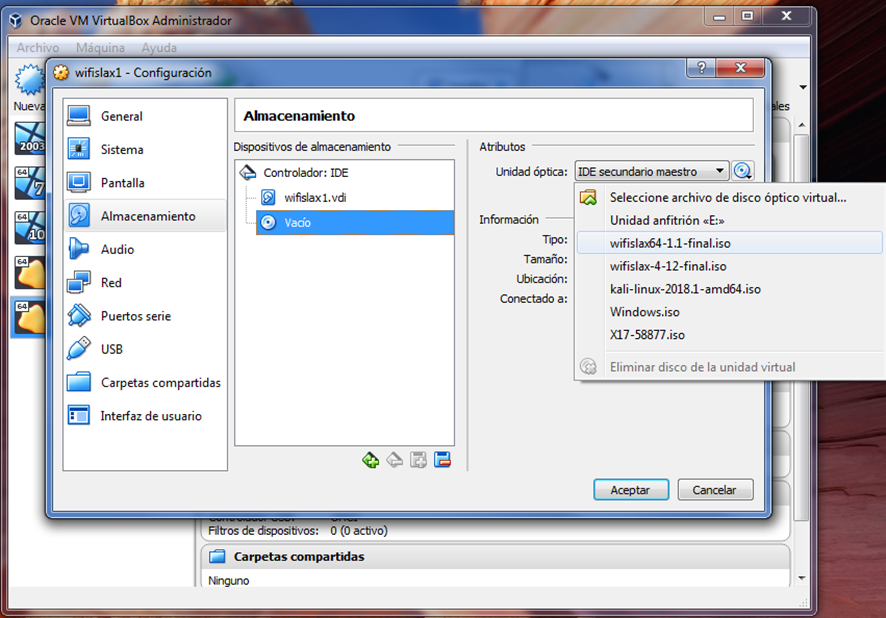 Oracle VM VirtualBox Administrador
Archivo Máquina Ayuda
Nueva
ales
wifislax1 - Configuración
General
Sistema
Pantalla
Almacenamiento
Audio
Red
Puertos serie
USB
Carpetas compartidas
Interfaz de usuario
Almacenamiento
Dispositivos de almacenamiento
Controlador: IDE
wifislax1.vdi
Vacío
Atributos
Unidad óptica: IDE secundario maestro
Información
Tipo:
Tamaño:
Ubicación:
Conectado a:
Seleccione archivo de disco óptico virtual...
Unidad anfitrión «E:»
wifislax64-1.1-final.iso
wifislax-4-12-final.iso
kali-linux-2018.1-amd64.iso
Windows.iso
X17-58877.iso
Eliminar disco de la unidad virtual
Aceptar Cancelar
2003
64
7
64
10
64
64
Filtros de dispositivos: 0 (0 activo)
Carpetas compartidas
Ninguno